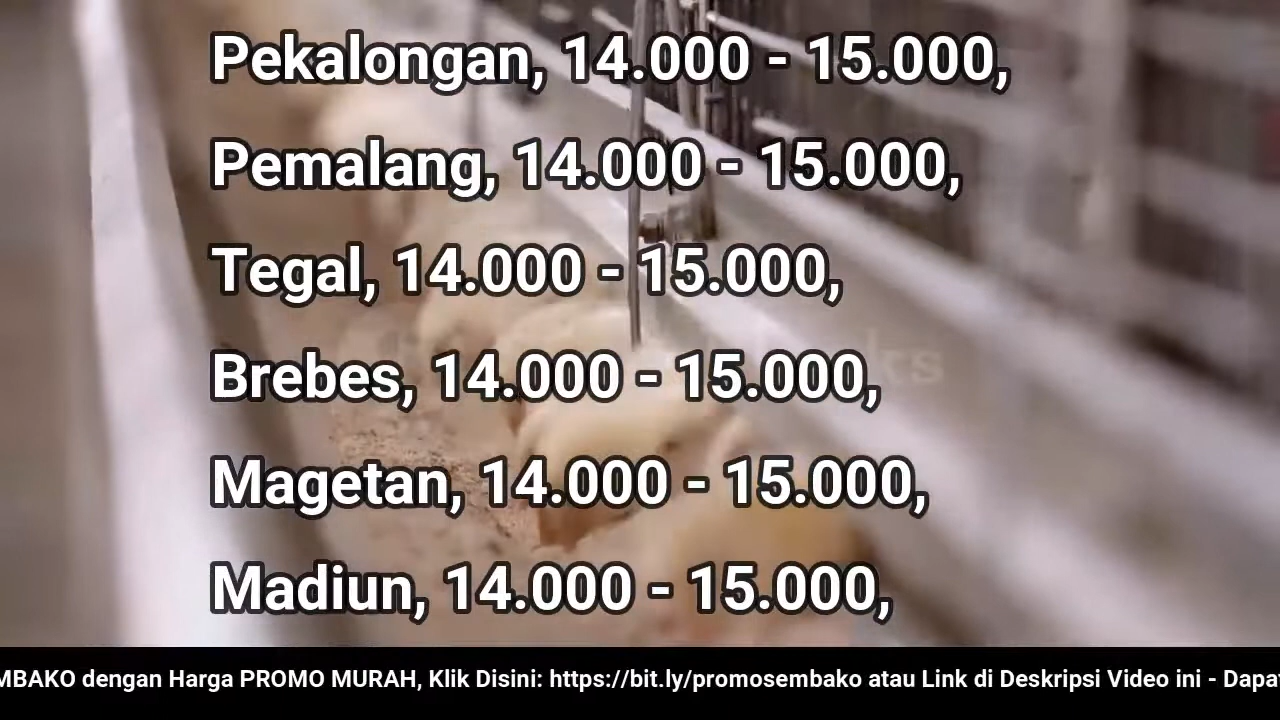 Pekalongan, 14.000 - 15.000,
Pemalang, 14.000 - 15.000,
Tegal, 14.000 - 15.000,
Brebes, 14.000 - 15.000,
Magetan, 14.000 - 15.000,
Madiun, 14.000 - 15.000,
MBAKO dengan Harga PROMO MURAH, Klik Disini: https://bit.ly/promosembako atau Link di Deskripsi Video ini - Dapa